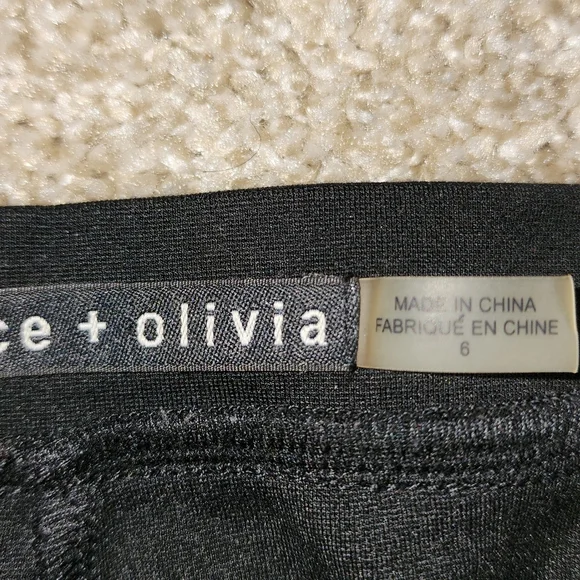 ce + olivia
MADE IN CHINA
FABRIQUÉ EN CHINE
6